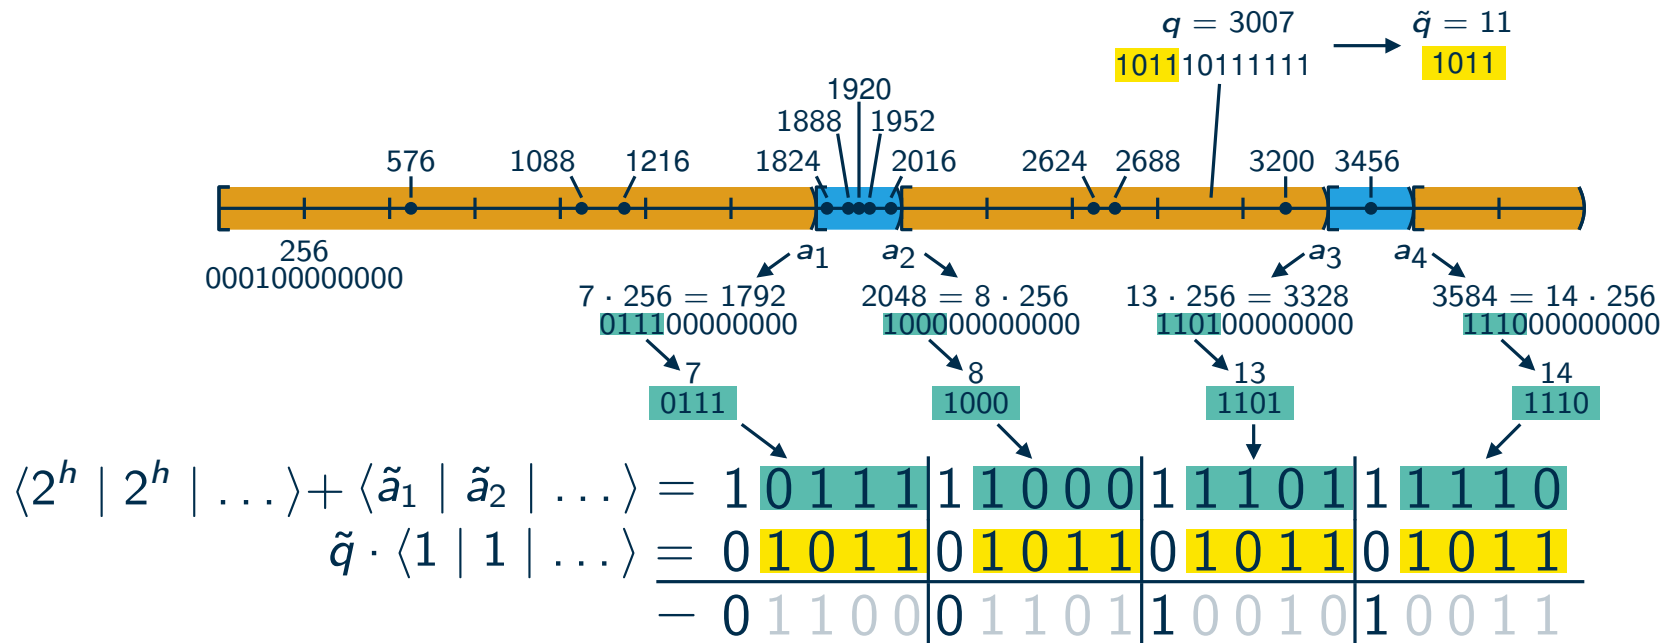 q = 3007 q̃ = 11
101110111111 1011
1920
1888 1952
576 1088 1216 1824 2016 2624 2688 3200 3456
256 a₁ a₂ a₃ a₄
000100000000
7 · 256 = 1792 2048 = 8 · 256 13 · 256 = 3328 3584 = 14 · 256
011100000000 100000000000 110100000000 111000000000
7 8 13 14
0111 1000 1101 1110
⟨2ʰ | 2ʰ | ...⟩ + ⟨ã₁ | ã₂ | ...⟩ = 1 0 1 1 1 | 1 1 0 0 0 | 1 1 1 0 1 | 1 1 1 1 0
q̃ · ⟨1 | 1 | ...⟩ = 0 1 0 1 1 | 0 1 0 1 1 | 0 1 0 1 1 | 0 1 0 1 1
− 0 1 1 0 0 | 0 1 1 0 1 | 1 0 0 1 0 | 1 0 0 1 1